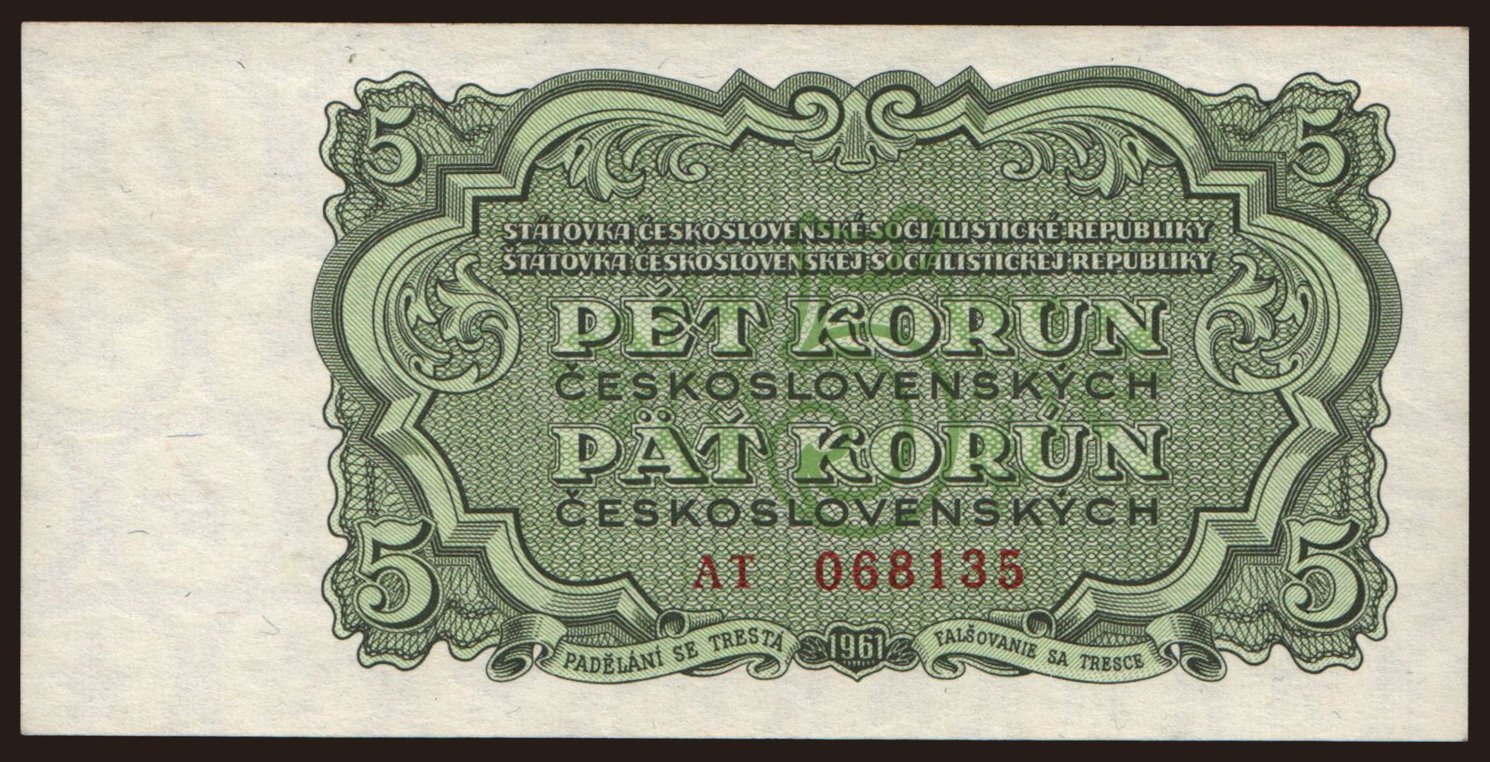 5 5
STÁTOVKA ČESKOSLOVENSKÉ SOCIALISTICKÉ REPUBLIKY
ŠTÁTOVKA ČESKOSLOVENSKEJ SOCIALISTICKEJ REPUBLIKY
PĚT KORUN
ČESKOSLOVENSKÝCH
PÄŤ KORÚN
ČESKOSLOVENSKÝCH
AT 068135
5 5
PADĚLÁNÍ SE TRESTÁ 1961 FALŠOVANIE SA TRESCE